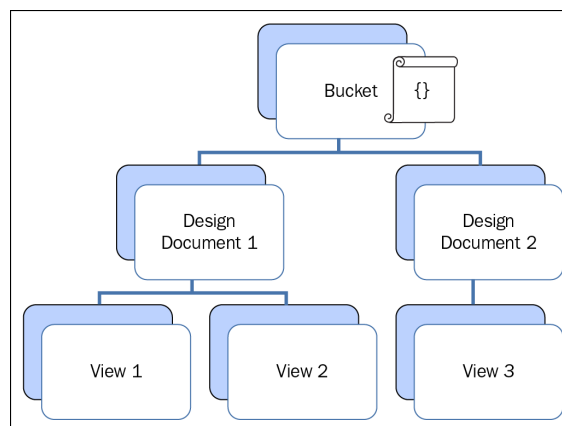 Bucket
{}
Design
Document 1
Design
Document 2
View 1
View 2
View 3